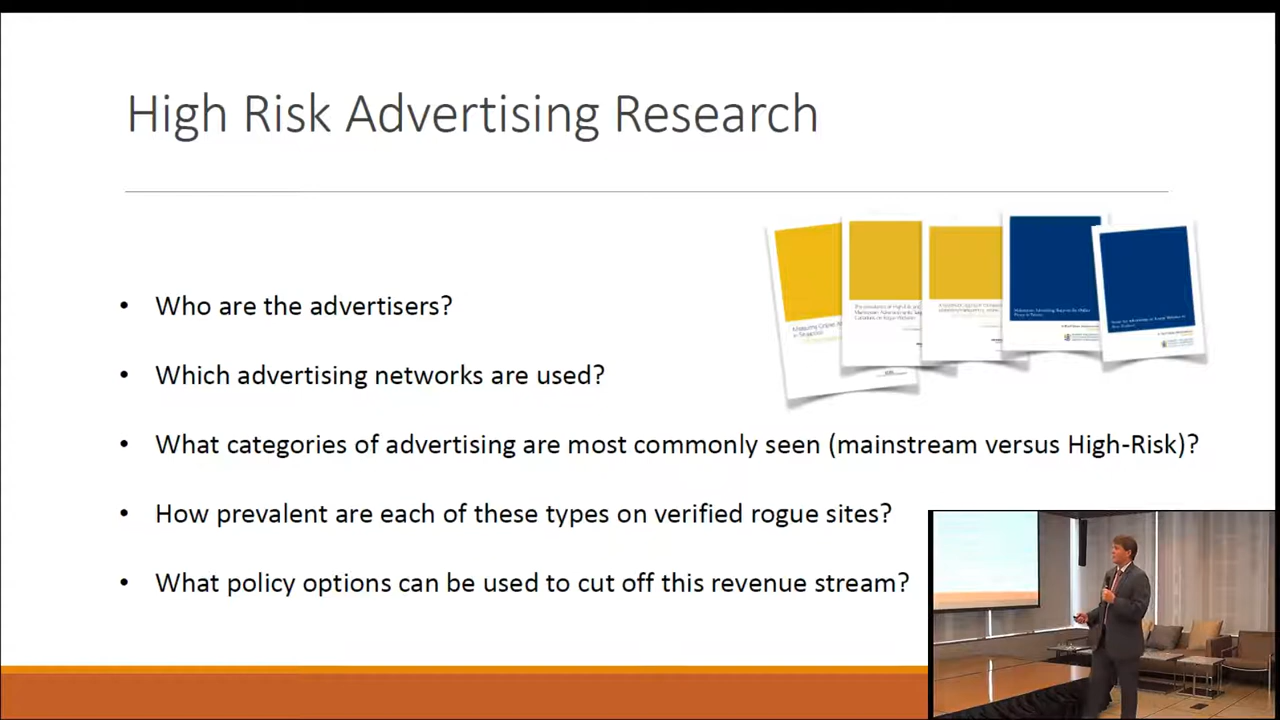 High Risk Advertising Research
Who are the advertisers?
Which advertising networks are used?
What categories of advertising are most commonly seen (mainstream versus High-Risk)?
How prevalent are each of these types on verified rogue sites?
What policy options can be used to cut off this revenue stream?